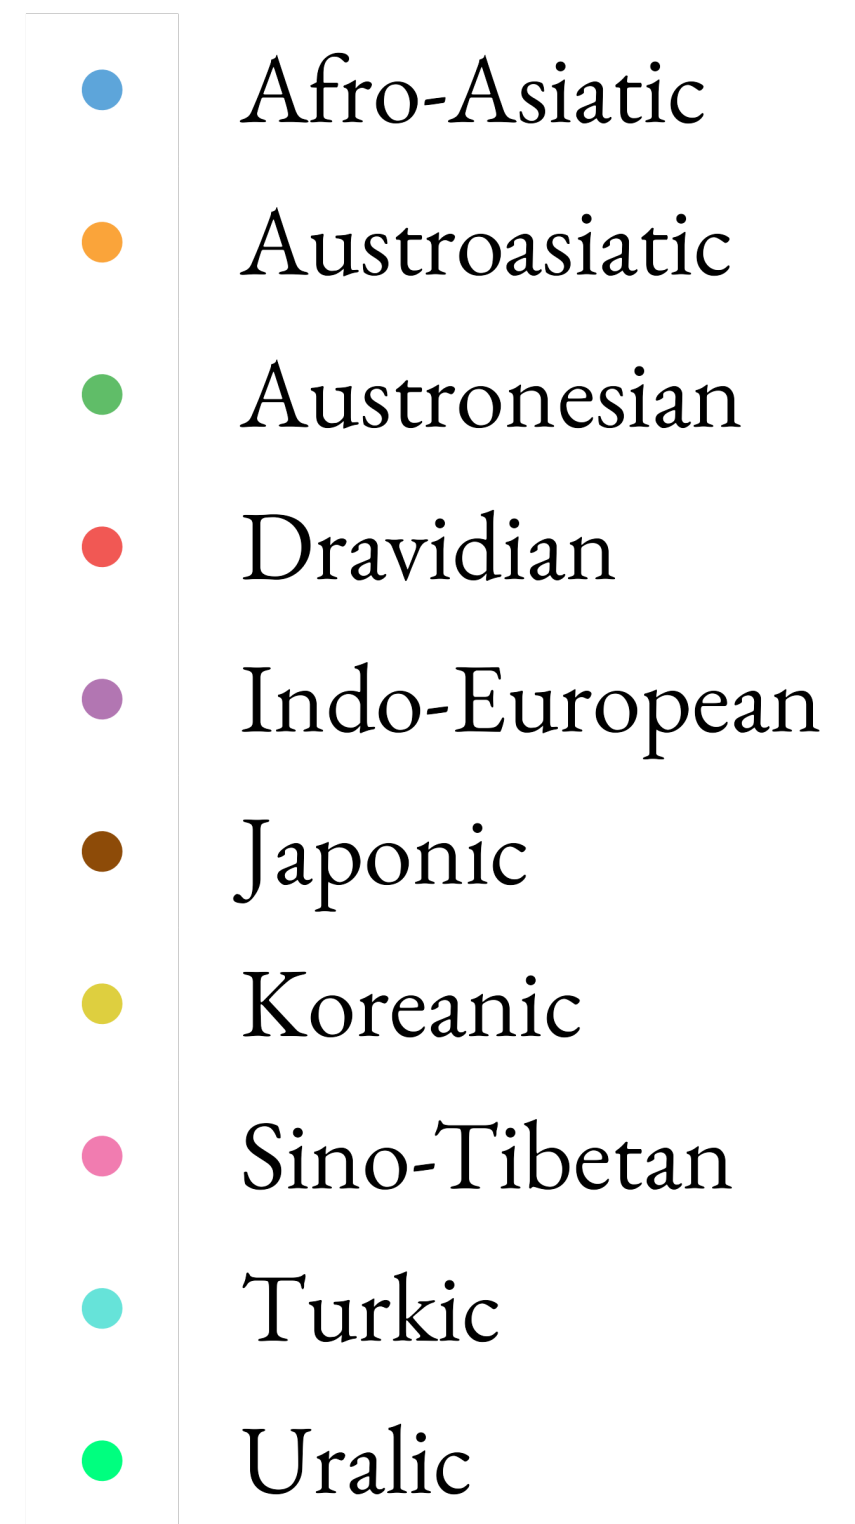 Afro-Asiatic
Austroasiatic
Austronesian
Dravidian
Indo-European
Japonic
Koreanic
Sino-Tibetan
Turkic
Uralic